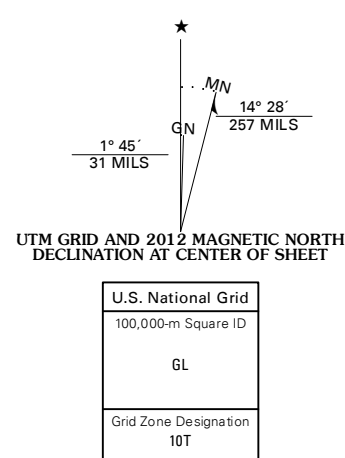 ★
MN
14° 28´
257 MILS
GN
1° 45´
31 MILS
UTM GRID AND 2012 MAGNETIC NORTH
DECLINATION AT CENTER OF SHEET
U.S. National Grid
100,000-m Square ID
GL
Grid Zone Designation
10T